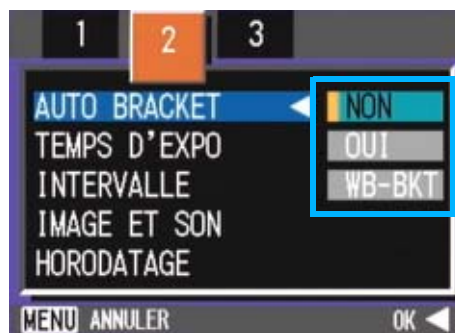 1 2 3
AUTO BRACKET NON
TEMPS D'EXPO OUI
INTERVALLE WB-BKT
IMAGE ET SON
HORODATAGE
MENU ANNULER OK